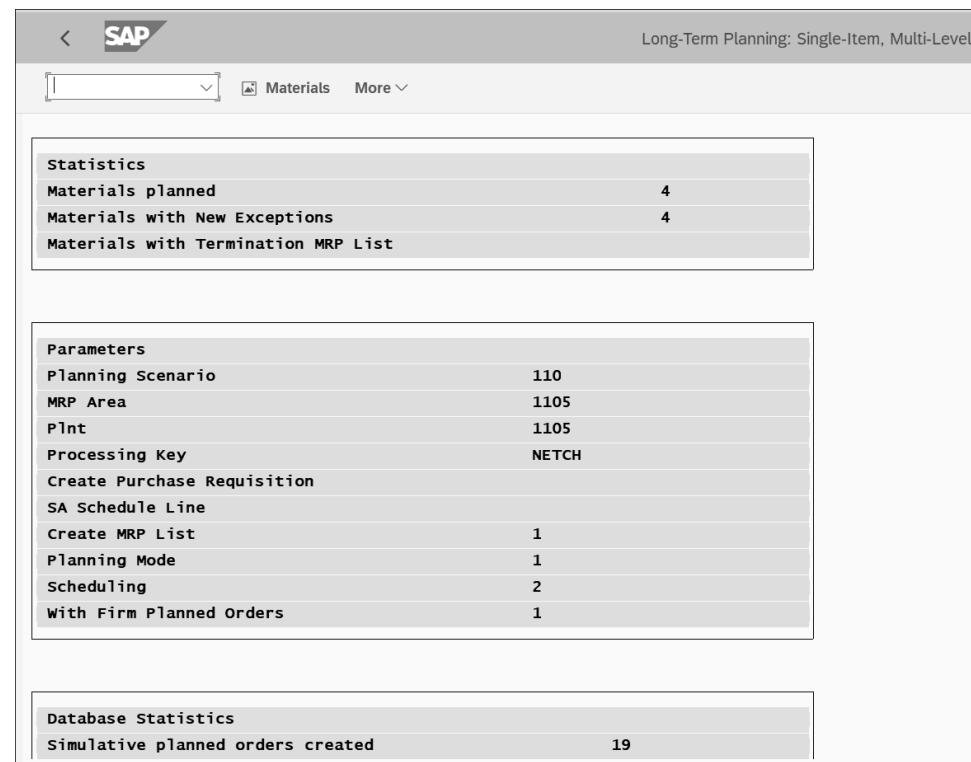 SAP
Long-Term Planning: Single-Item, Multi-Level
Materials More
Statistics
Materials planned 4
Materials with New Exceptions 4
Materials with Termination MRP List
Parameters
Planning Scenario 110
MRP Area 1105
Plnt 1105
Processing Key NETCH
Create Purchase Requisition
SA Schedule Line
Create MRP List 1
Planning Mode 1
Scheduling 2
With Firm Planned Orders 1
Database Statistics
Simulative planned orders created 19